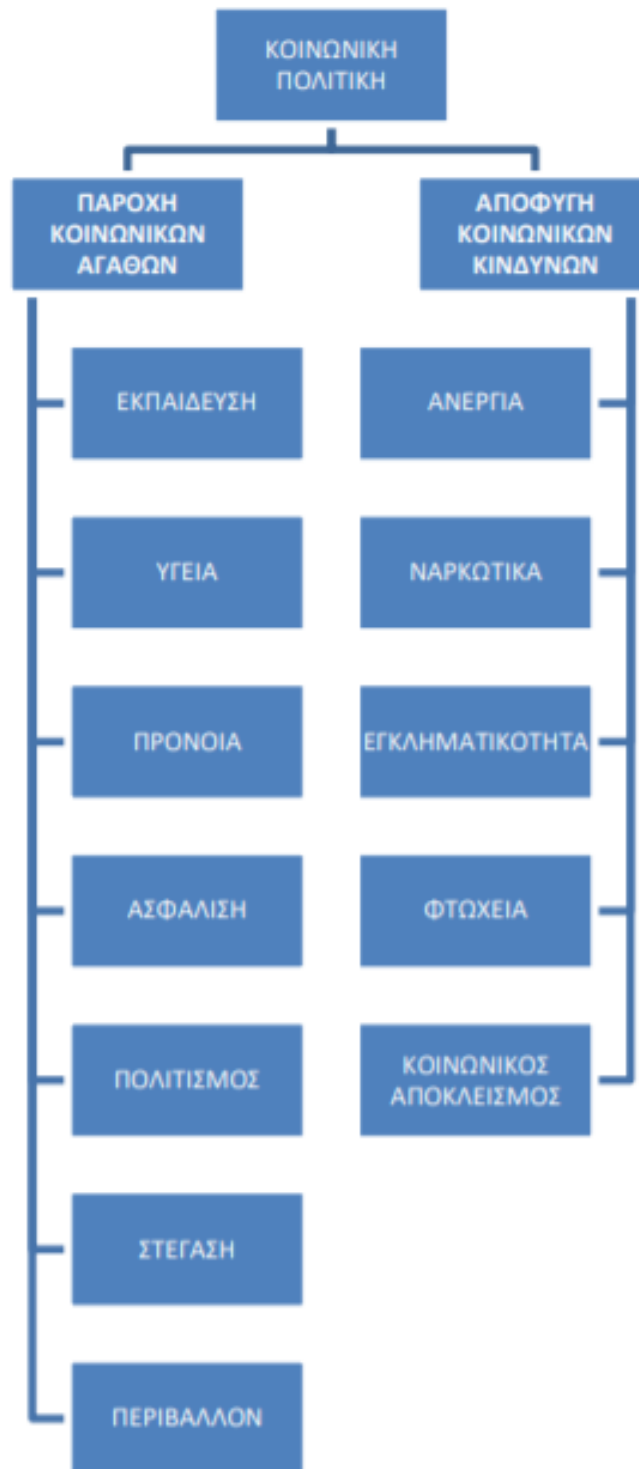 ΚΟΙΝΩΝΙΚΗ
ΠΟΛΙΤΙΚΗ
ΠΑΡΟΧΗ
ΚΟΙΝΩΝΙΚΩΝ
ΑΓΑΘΩΝ
ΕΚΠΑΙΔΕΥΣΗ
ΥΓΕΙΑ
ΠΡΟΝΟΙΑ
ΑΣΦΑΛΙΣΗ
ΠΟΛΙΤΙΣΜΟΣ
ΣΤΕΓΑΣΗ
ΠΕΡΙΒΑΛΛΟΝ
ΑΠΟΦΥΓΗ
ΚΟΙΝΩΝΙΚΩΝ
ΚΙΝΔΥΝΩΝ
ΑΝΕΡΓΙΑ
ΝΑΡΚΩΤΙΚΑ
ΕΓΚΛΗΜΑΤΙΚΟΤΗΤΑ
ΦΤΩΧΕΙΑ
ΚΟΙΝΩΝΙΚΟΣ
ΑΠΟΚΛΕΙΣΜΟΣ